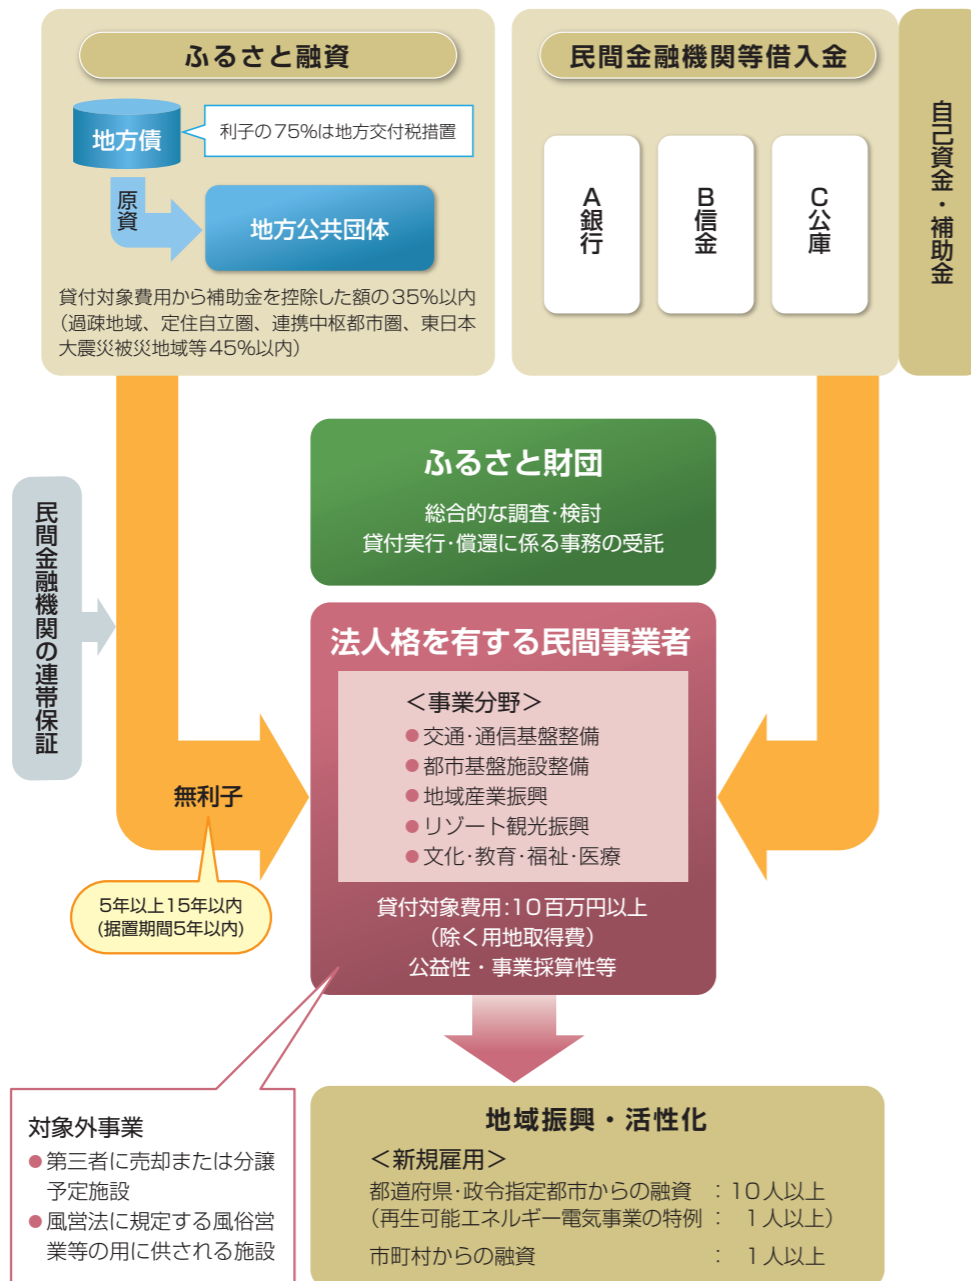 ふるさと融資
地方債
利子の75%は地方交付税措置
原資
地方公共団体
貸付対象費用から補助金を控除した額の35%以内
（過疎地域、定住自立圏、連携中枢都市圏、東日本
大震災被災地域等45%以内）
民間金融機関等借入金
A銀行
B信金
C公庫
自己資金・補助金
ふるさと財団
総合的な調査・検討
貸付実行・償還に係る事務の受託
民間金融機関の連帯保証
無利子
5年以上15年以内
(据置期間5年以内)
法人格を有する民間事業者
＜事業分野＞
●交通・通信基盤整備
●都市基盤施設整備
●地域産業振興
●リゾート観光振興
●文化・教育・福祉・医療
貸付対象費用：10百万円以上
（除く用地取得費）
公益性・事業採算性等
対象外事業
●第三者に売却または分譲
予定施設
●風営法に規定する風俗営
業等の用に供される施設
地域振興・活性化
＜新規雇用＞
都道府県・政令指定都市からの融資 ：10人以上
（再生可能エネルギー電気事業の特例 ： 1人以上）
市町村からの融資 ： 1人以上